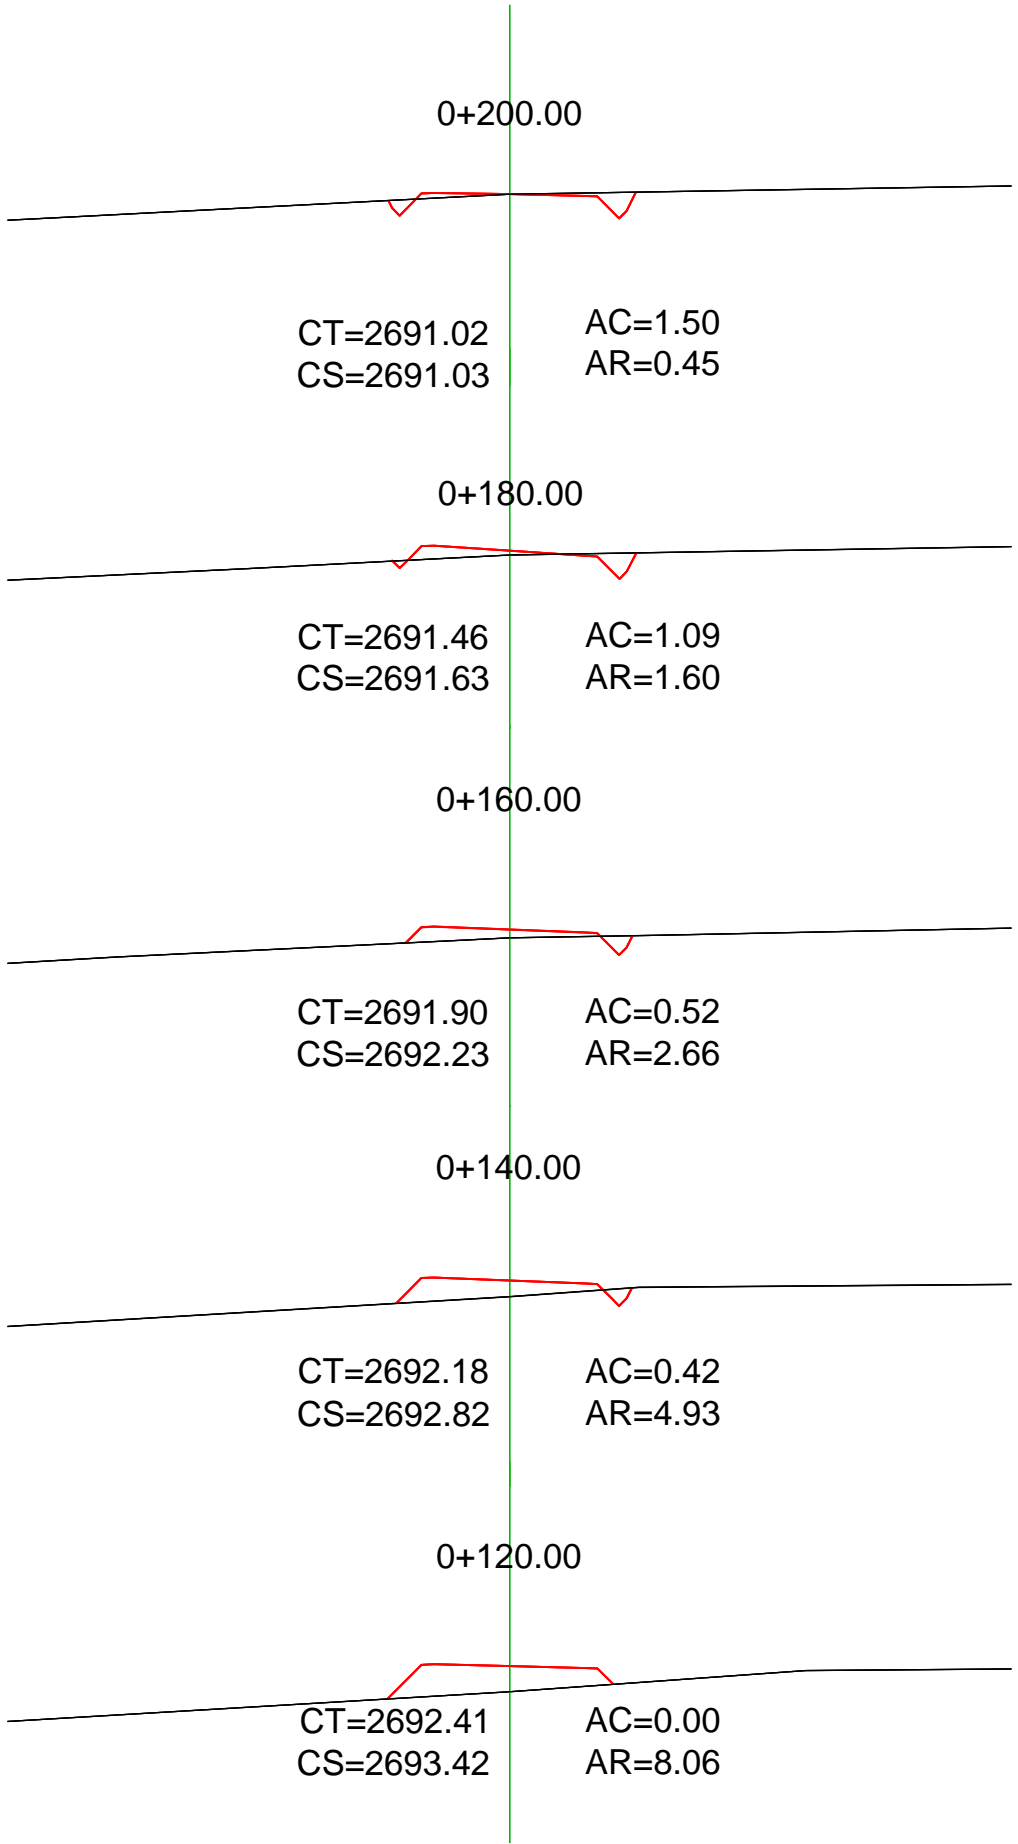 0+200.00
CT=2691.02
CS=2691.03
AC=1.50
AR=0.45
0+180.00
CT=2691.46
CS=2691.63
AC=1.09
AR=1.60
0+160.00
CT=2691.90
CS=2692.23
AC=0.52
AR=2.66
0+140.00
CT=2692.18
CS=2692.82
AC=0.42
AR=4.93
0+120.00
CT=2692.41
CS=2693.42
AC=0.00
AR=8.06